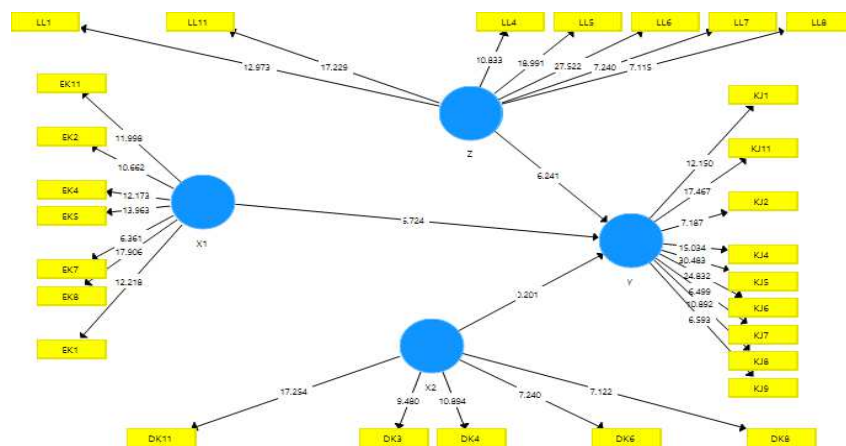 LL1 LL11 LL4 LL5 LL6 LL7 LL8
12.973 17.229 10.833 18.991 27.522 7.240 7.115
Z
EK11
EK2
EK4
EK5
EK7
EK8
EK1
11.998
10.662
12.173
13.963
6.361
17.906
12.218
X1
6.241
0.201
Y
KJ1
KJ11
KJ2
KJ4
KJ5
KJ6
KJ7
KJ8
KJ9
12.150
17.467
7.187
15.034
30.483
24.832
6.499
10.892
6.593
X2
17.254 9.480 10.894 7.240 7.122
DK11 DK3 DK4 DK6 DK8